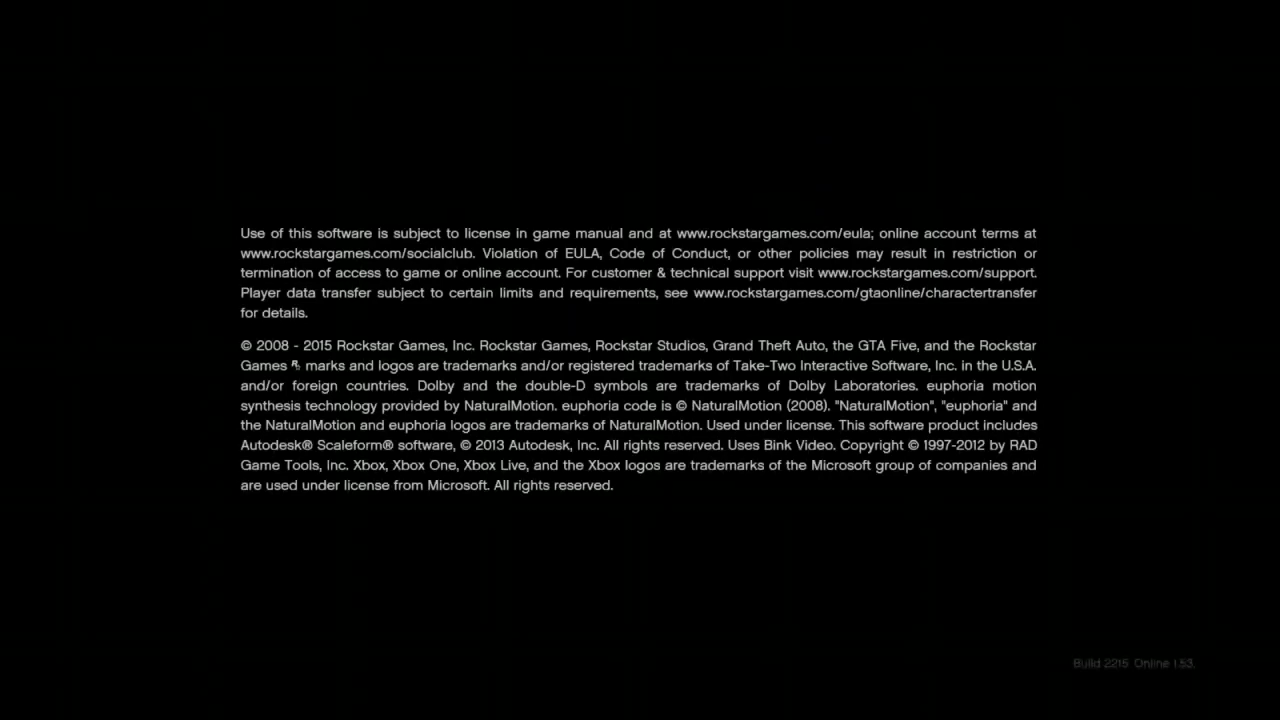 Use of this software is subject to license in game manual and at www.rockstargames.com/eula; online account terms at
www.rockstargames.com/socialclub. Violation of EULA, Code of Conduct, or other policies may result in restriction or
termination of access to game or online account. For customer & technical support visit www.rockstargames.com/support.
Player data transfer subject to certain limits and requirements, see www.rockstargames.com/gtaonline/charactertransfer
for details.
© 2008 - 2015 Rockstar Games, Inc. Rockstar Games, Rockstar Studios, Grand Theft Auto, the GTA Five, and the Rockstar
Games R* marks and logos are trademarks and/or registered trademarks of Take-Two Interactive Software, Inc. in the U.S.A.
and/or foreign countries. Dolby and the double-D symbols are trademarks of Dolby Laboratories. euphoria motion
synthesis technology provided by NaturalMotion. euphoria code is © NaturalMotion (2008). "NaturalMotion", "euphoria" and
the NaturalMotion and euphoria logos are trademarks of NaturalMotion. Used under license. This software product includes
Autodesk® Scaleform® software, © 2013 Autodesk, Inc. All rights reserved. Uses Bink Video. Copyright © 1997-2012 by RAD
Game Tools, Inc. Xbox, Xbox One, Xbox Live, and the Xbox logos are trademarks of the Microsoft group of companies and
are used under license from Microsoft. All rights reserved.
Build 2215 Online 1.53.